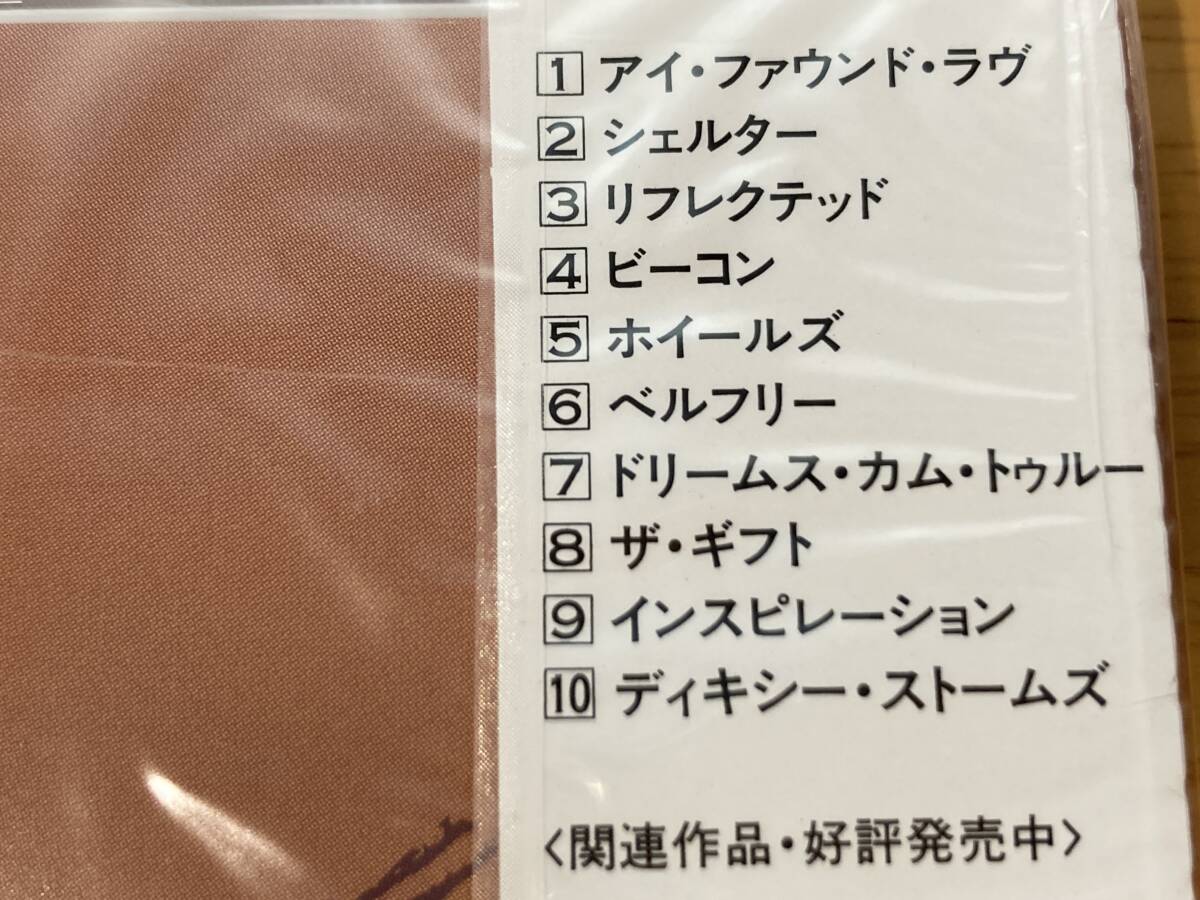 1 アイ・ファウンド・ラヴ
2 シェルター
3 リフレクテッド
4 ビーコン
5 ホイールズ
6 ベルフリー
7 ドリームス・カム・トゥルー
8 ザ・ギフト
9 インスピレーション
10 ディキシー・ストームズ
〈関連作品・好評発売中〉